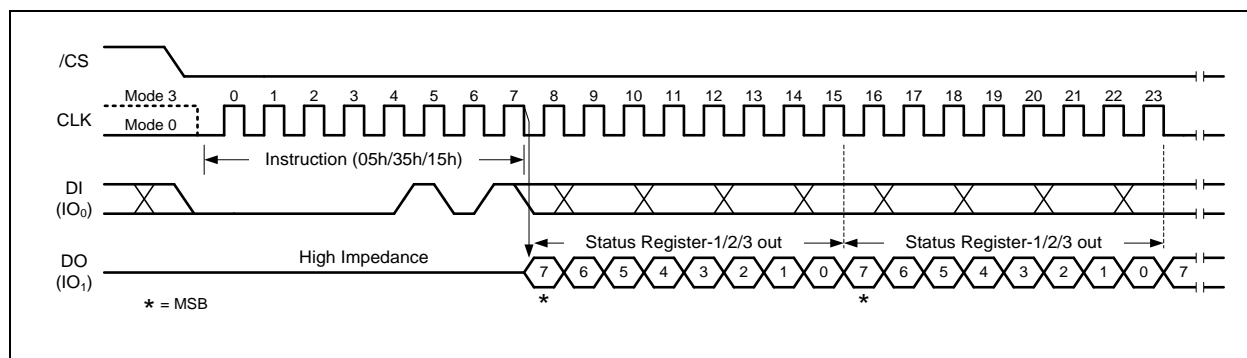 /CS
Mode 3
CLK
Mode 0
0 1 2 3 4 5 6 7 8 9 10 11 12 13 14 15 16 17 18 19 20 21 22 23
Instruction (05h/35h/15h)
DI
(IO₀)
Status Register-1/2/3 out
Status Register-1/2/3 out
DO
(IO₁)
High Impedance
7 6 5 4 3 2 1 0 7 6 5 4 3 2 1 0 7
* *
* = MSB